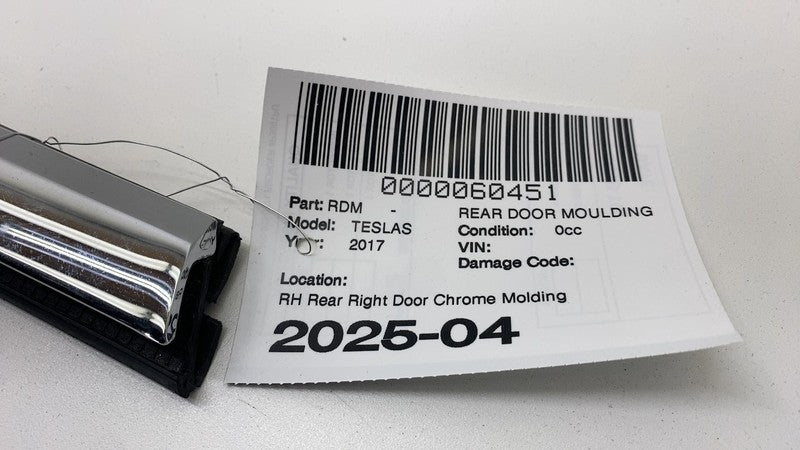 0000060451
Part: RDM - REAR DOOR MOULDING
Model: TESLAS Condition: 0cc
Year: 2017 VIN:
Damage Code:
Location:
RH Rear Right Door Chrome Molding
2025-04